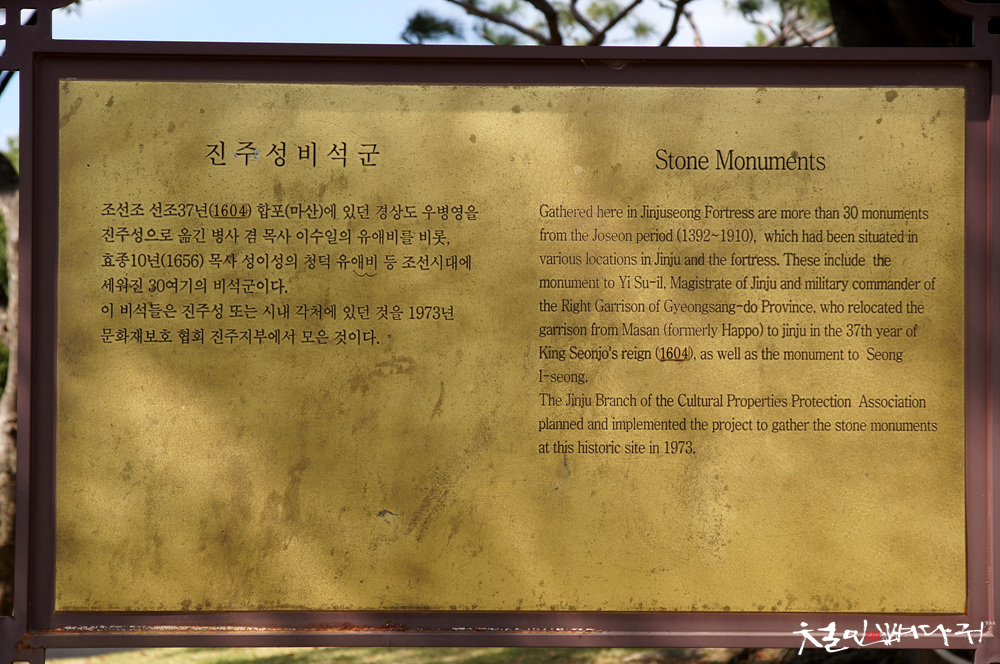 진주성비석군
조선조 선조37년(1604) 합포(마산)에 있던 경상도 우병영을
진주성으로 옮긴 병사 겸 목사 이수일의 유애비를 비롯,
효종10년(1656) 목사 성이성의 청덕 유애비 등 조선시대에
세워진 30여기의 비석군이다.
이 비석들은 진주성 또는 시내 각처에 있던 것을 1973년
문화재보호 협회 진주지부에서 모은 것이다.
Stone Monuments
Gathered here in Jinjuseong Fortress are more than 30 monuments
from the Joseon period (1392~1910), which had been situated in
various locations in Jinju and the fortress. These include the
monument to Yi Su-il, Magistrate of Jinju and military commander of
the Right Garrison of Gyeongsang-do Province, who relocated the
garrison from Masan (formerly Happo) to jinju in the 37th year of
King Seonjo's reign (1604), as well as the monument to Seong
I-seong.
The Jinju Branch of the Cultural Properties Protection Association
planned and implemented the project to gather the stone monuments
at this historic site in 1973.